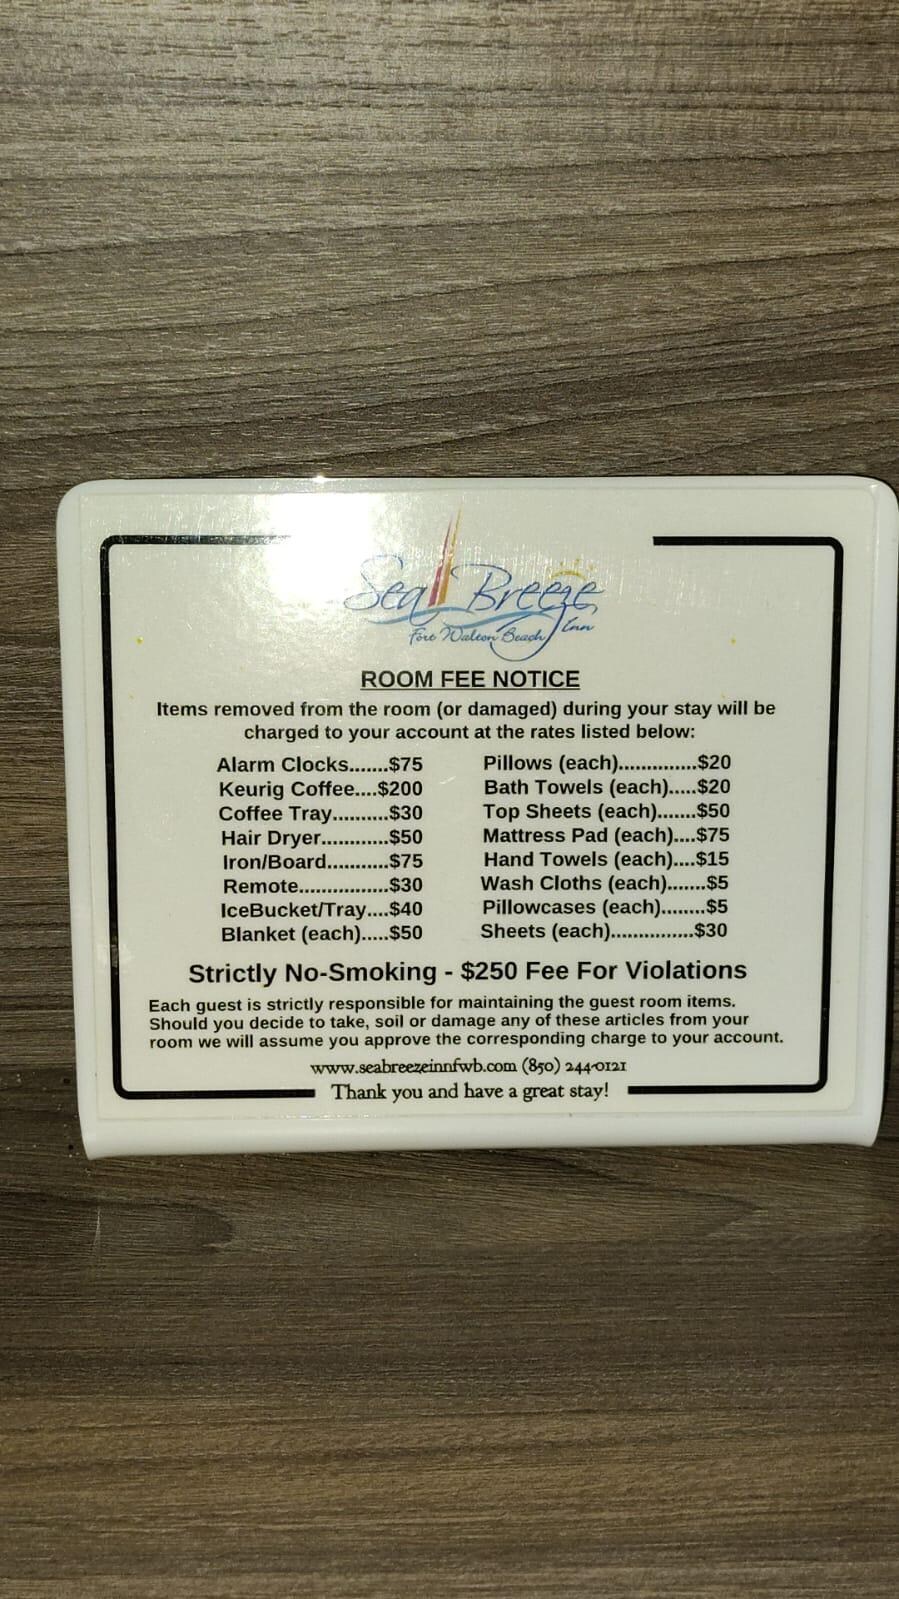 Sea Breeze
Inn
Fort Walton Beach
ROOM FEE NOTICE
Items removed from the room (or damaged) during your stay will be
charged to your account at the rates listed below:
Alarm Clocks.......$75
Keurig Coffee....$200
Coffee Tray..........$30
Hair Dryer............$50
Iron/Board...........$75
Remote................$30
IceBucket/Tray....$40
Blanket (each).....$50
Pillows (each)..............$20
Bath Towels (each).....$20
Top Sheets (each).......$50
Mattress Pad (each)....$75
Hand Towels (each)....$15
Wash Cloths (each).......$5
Pillowcases (each)........$5
Sheets (each)...............$30
Strictly No-Smoking - $250 Fee For Violations
Each guest is strictly responsible for maintaining the guest room items.
Should you decide to take, soil or damage any of these articles from your
room we will assume you approve the corresponding charge to your account.
www.seabreezeinnfwb.com (850) 244-0121
Thank you and have a great stay!